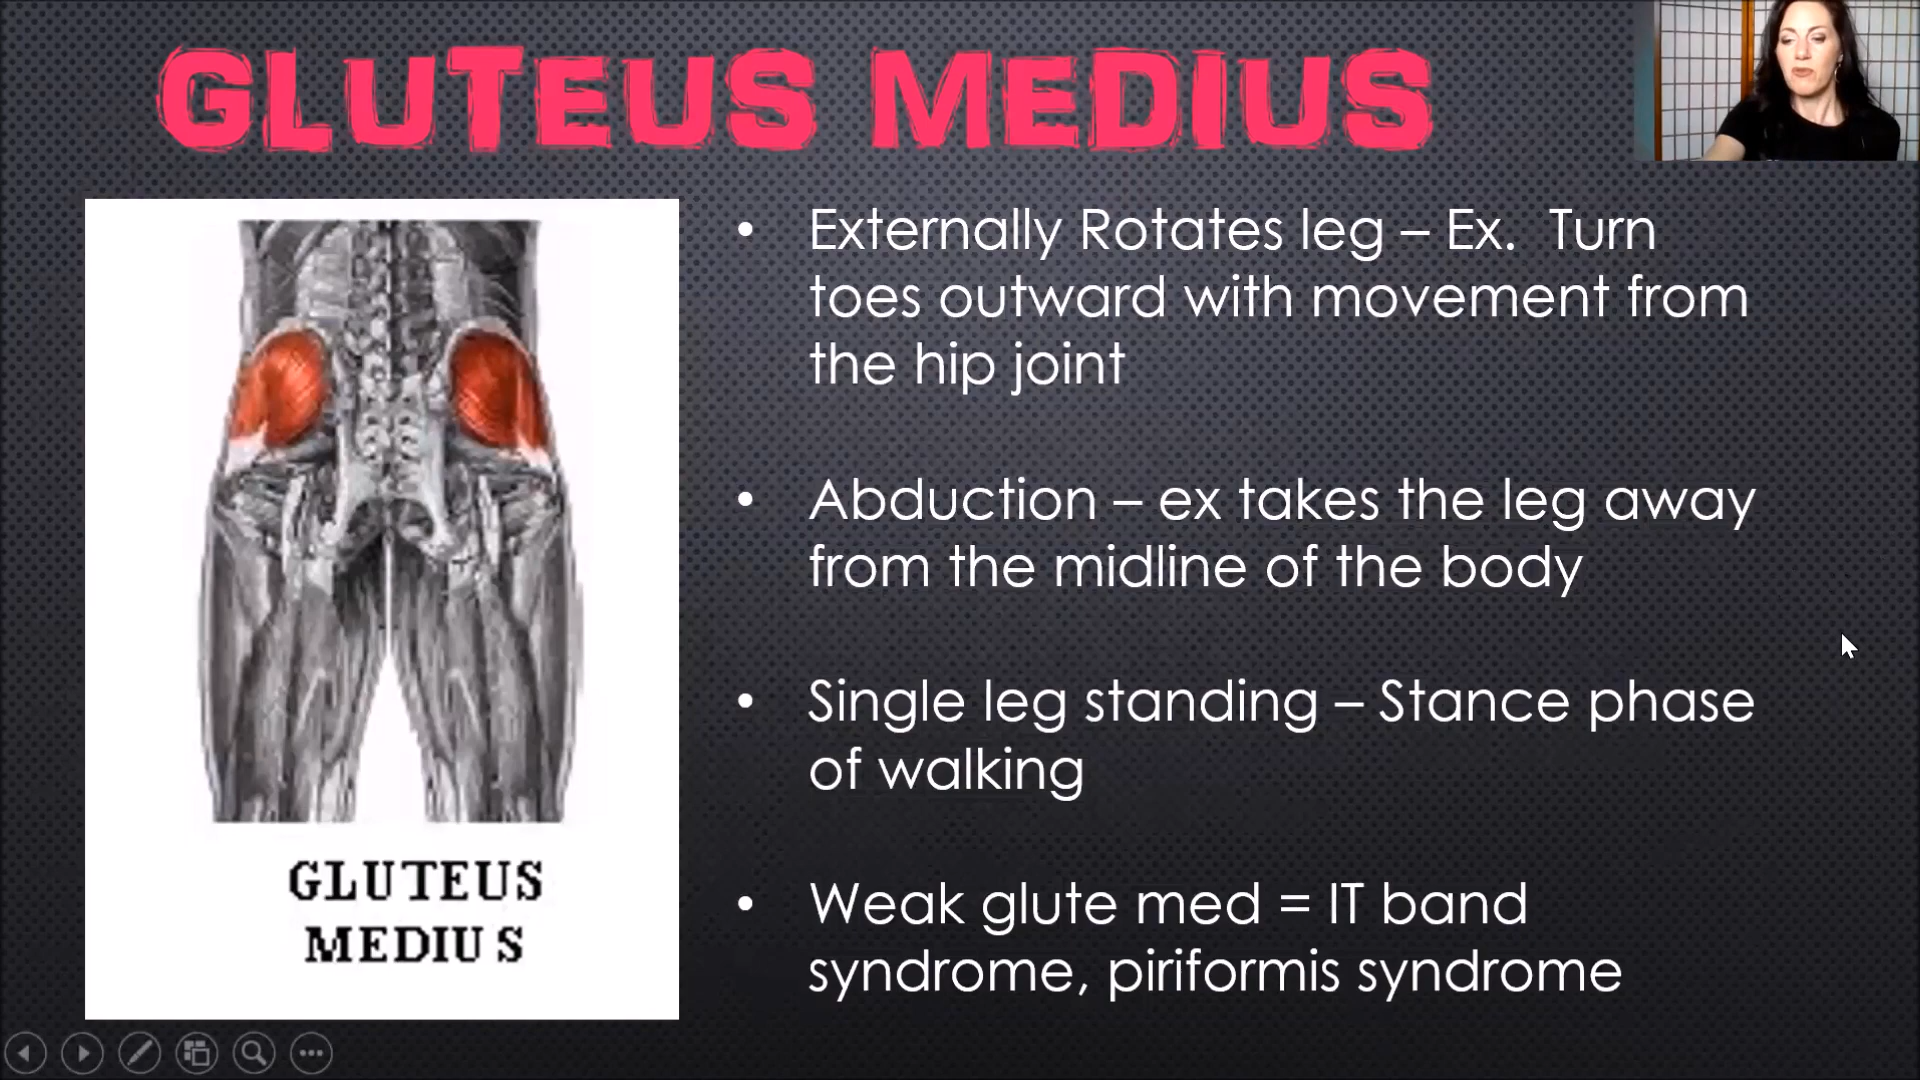 GLUTEUS MEDIUS
• Externally Rotates leg – Ex. Turn
toes outward with movement from
the hip joint
• Abduction – ex takes the leg away
from the midline of the body
• Single leg standing – Stance phase
of walking
• Weak glute med = IT band
syndrome, piriformis syndrome
GLUTEUS
MEDIUS